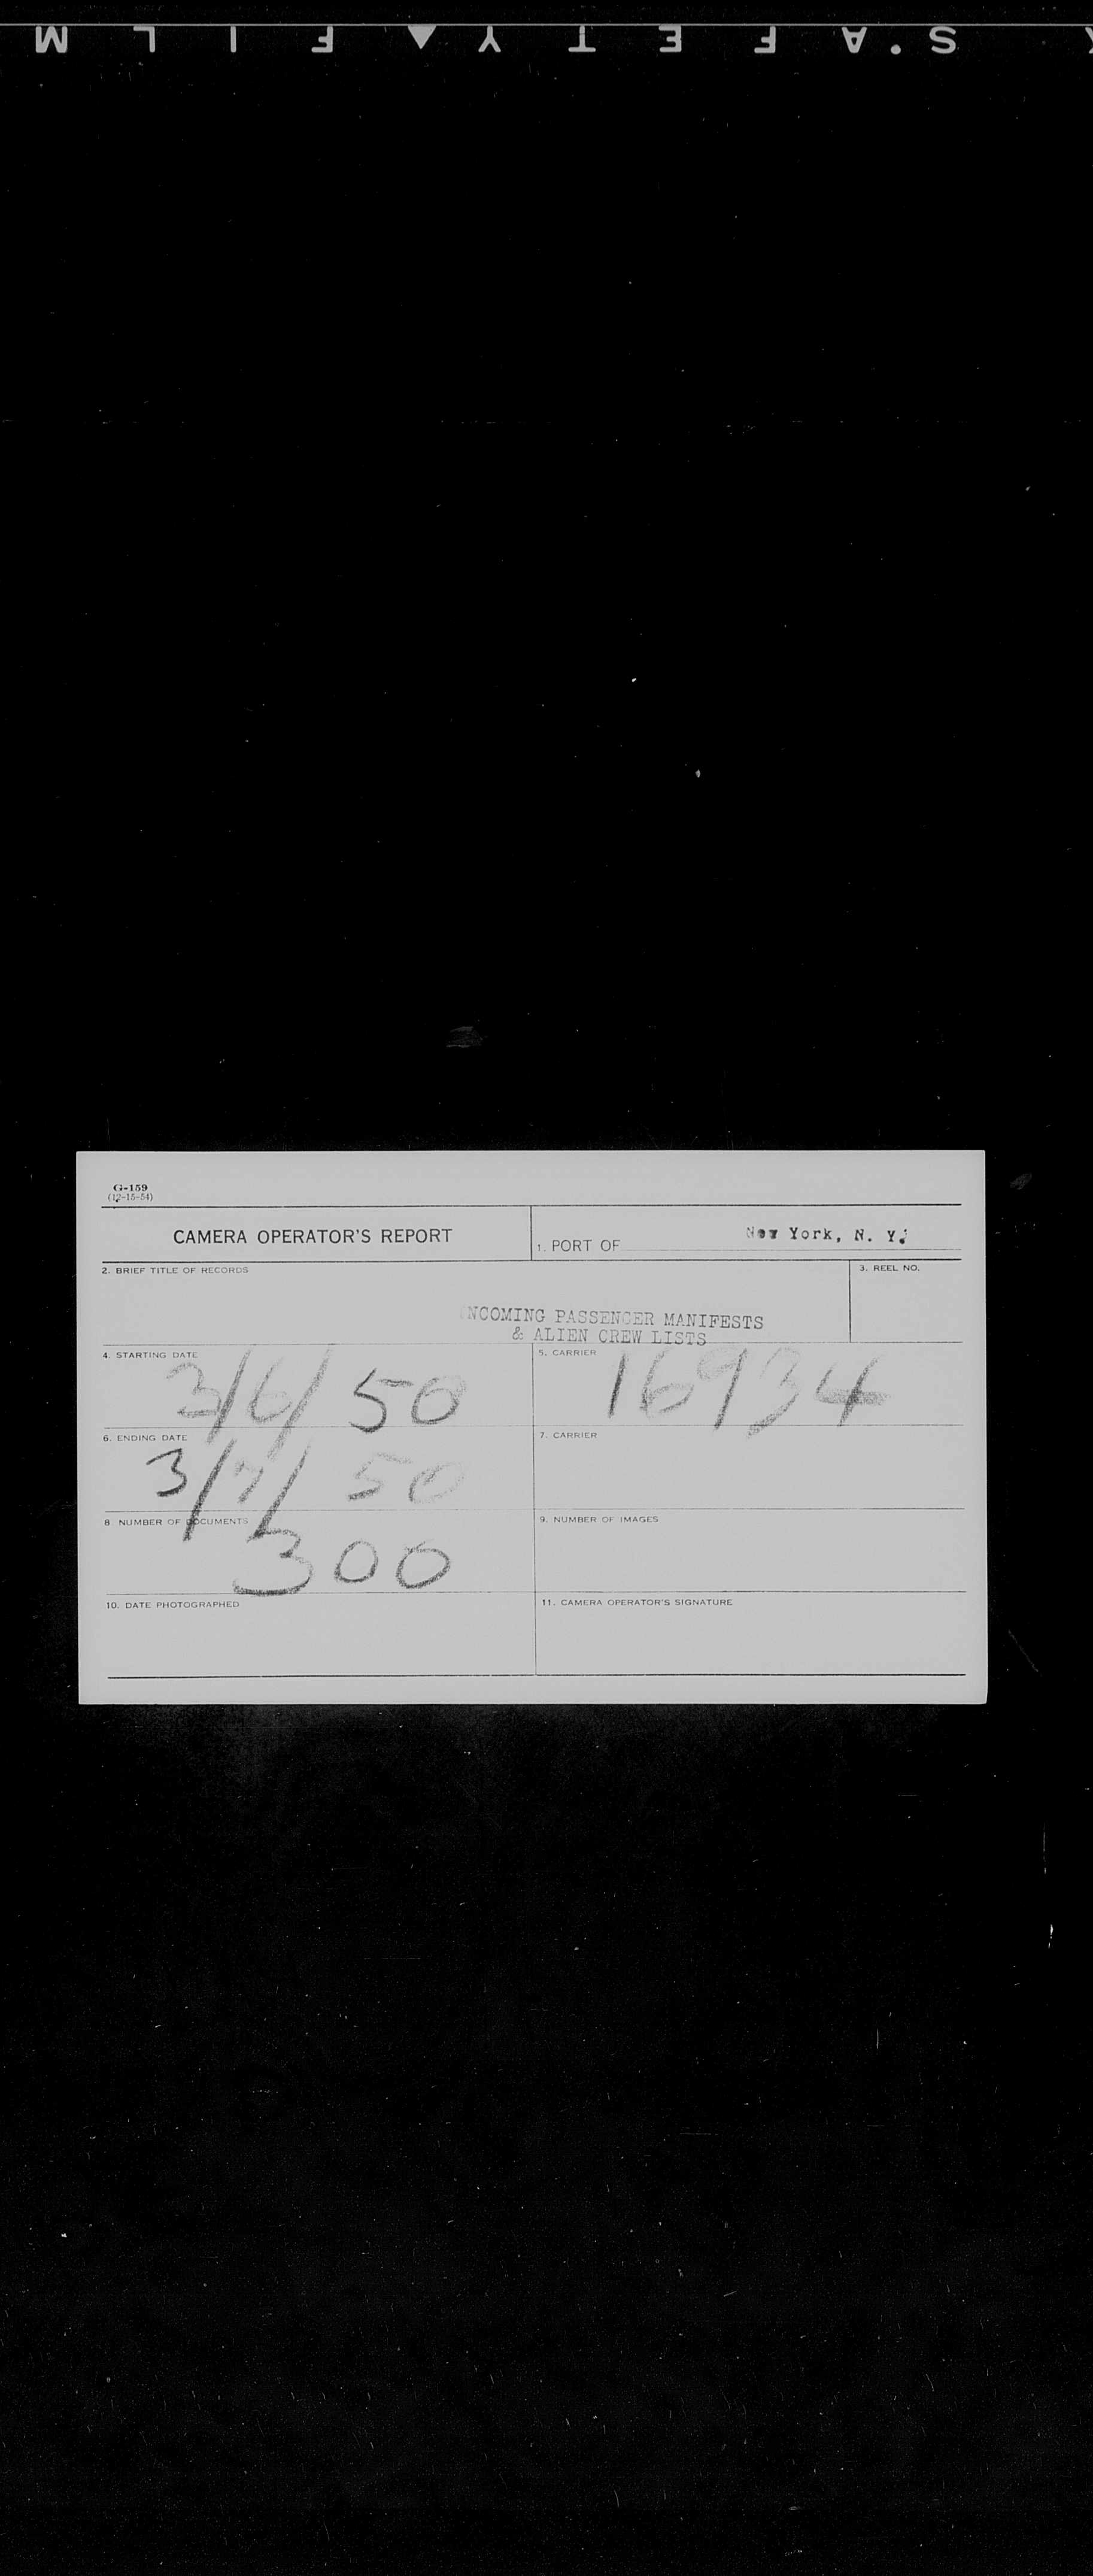 S.A F E T Y ▲ F I L M
G-159
(12-15-54)
CAMERA OPERATOR'S REPORT
1. PORT OF New York, N. Y.
2. BRIEF TITLE OF RECORDS
3. REEL NO.
INCOMING PASSENGER MANIFESTS
& ALIEN CREW LISTS
4. STARTING DATE
3/6/50
5. CARRIER
16934
6. ENDING DATE
3/7/50
7. CARRIER
8. NUMBER OF DOCUMENTS
300
9. NUMBER OF IMAGES
10. DATE PHOTOGRAPHED
11. CAMERA OPERATOR'S SIGNATURE